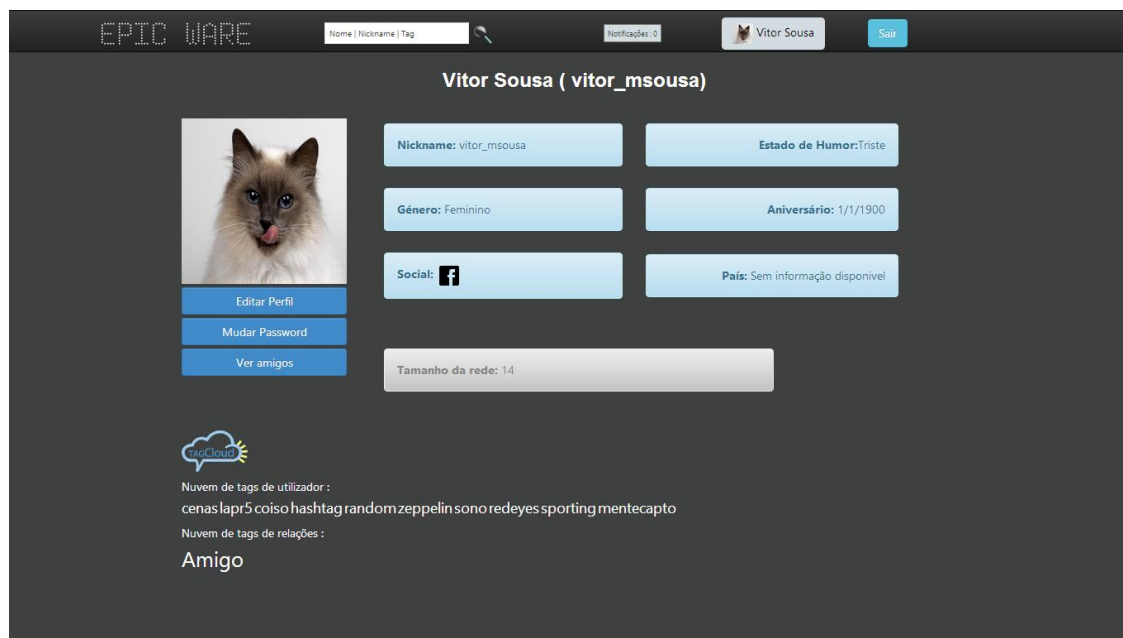 EPIC WARE
Nome | Nickname | Tag
Notificações : 0
Vitor Sousa
Sair
Vitor Sousa ( vitor_msousa)
Nickname: vitor_msousa
Estado de Humor:Triste
Género: Feminino
Aniversário: 1/1/1900
Social:
País: Sem informação disponivel
Editar Perfil
Mudar Password
Ver amigos
Tamanho da rede: 14
TAGCloud
Nuvem de tags de utilizador :
cenas lapr5 coiso hashtag random zeppelin sono redeyes sporting mentecapto
Nuvem de tags de relações :
Amigo